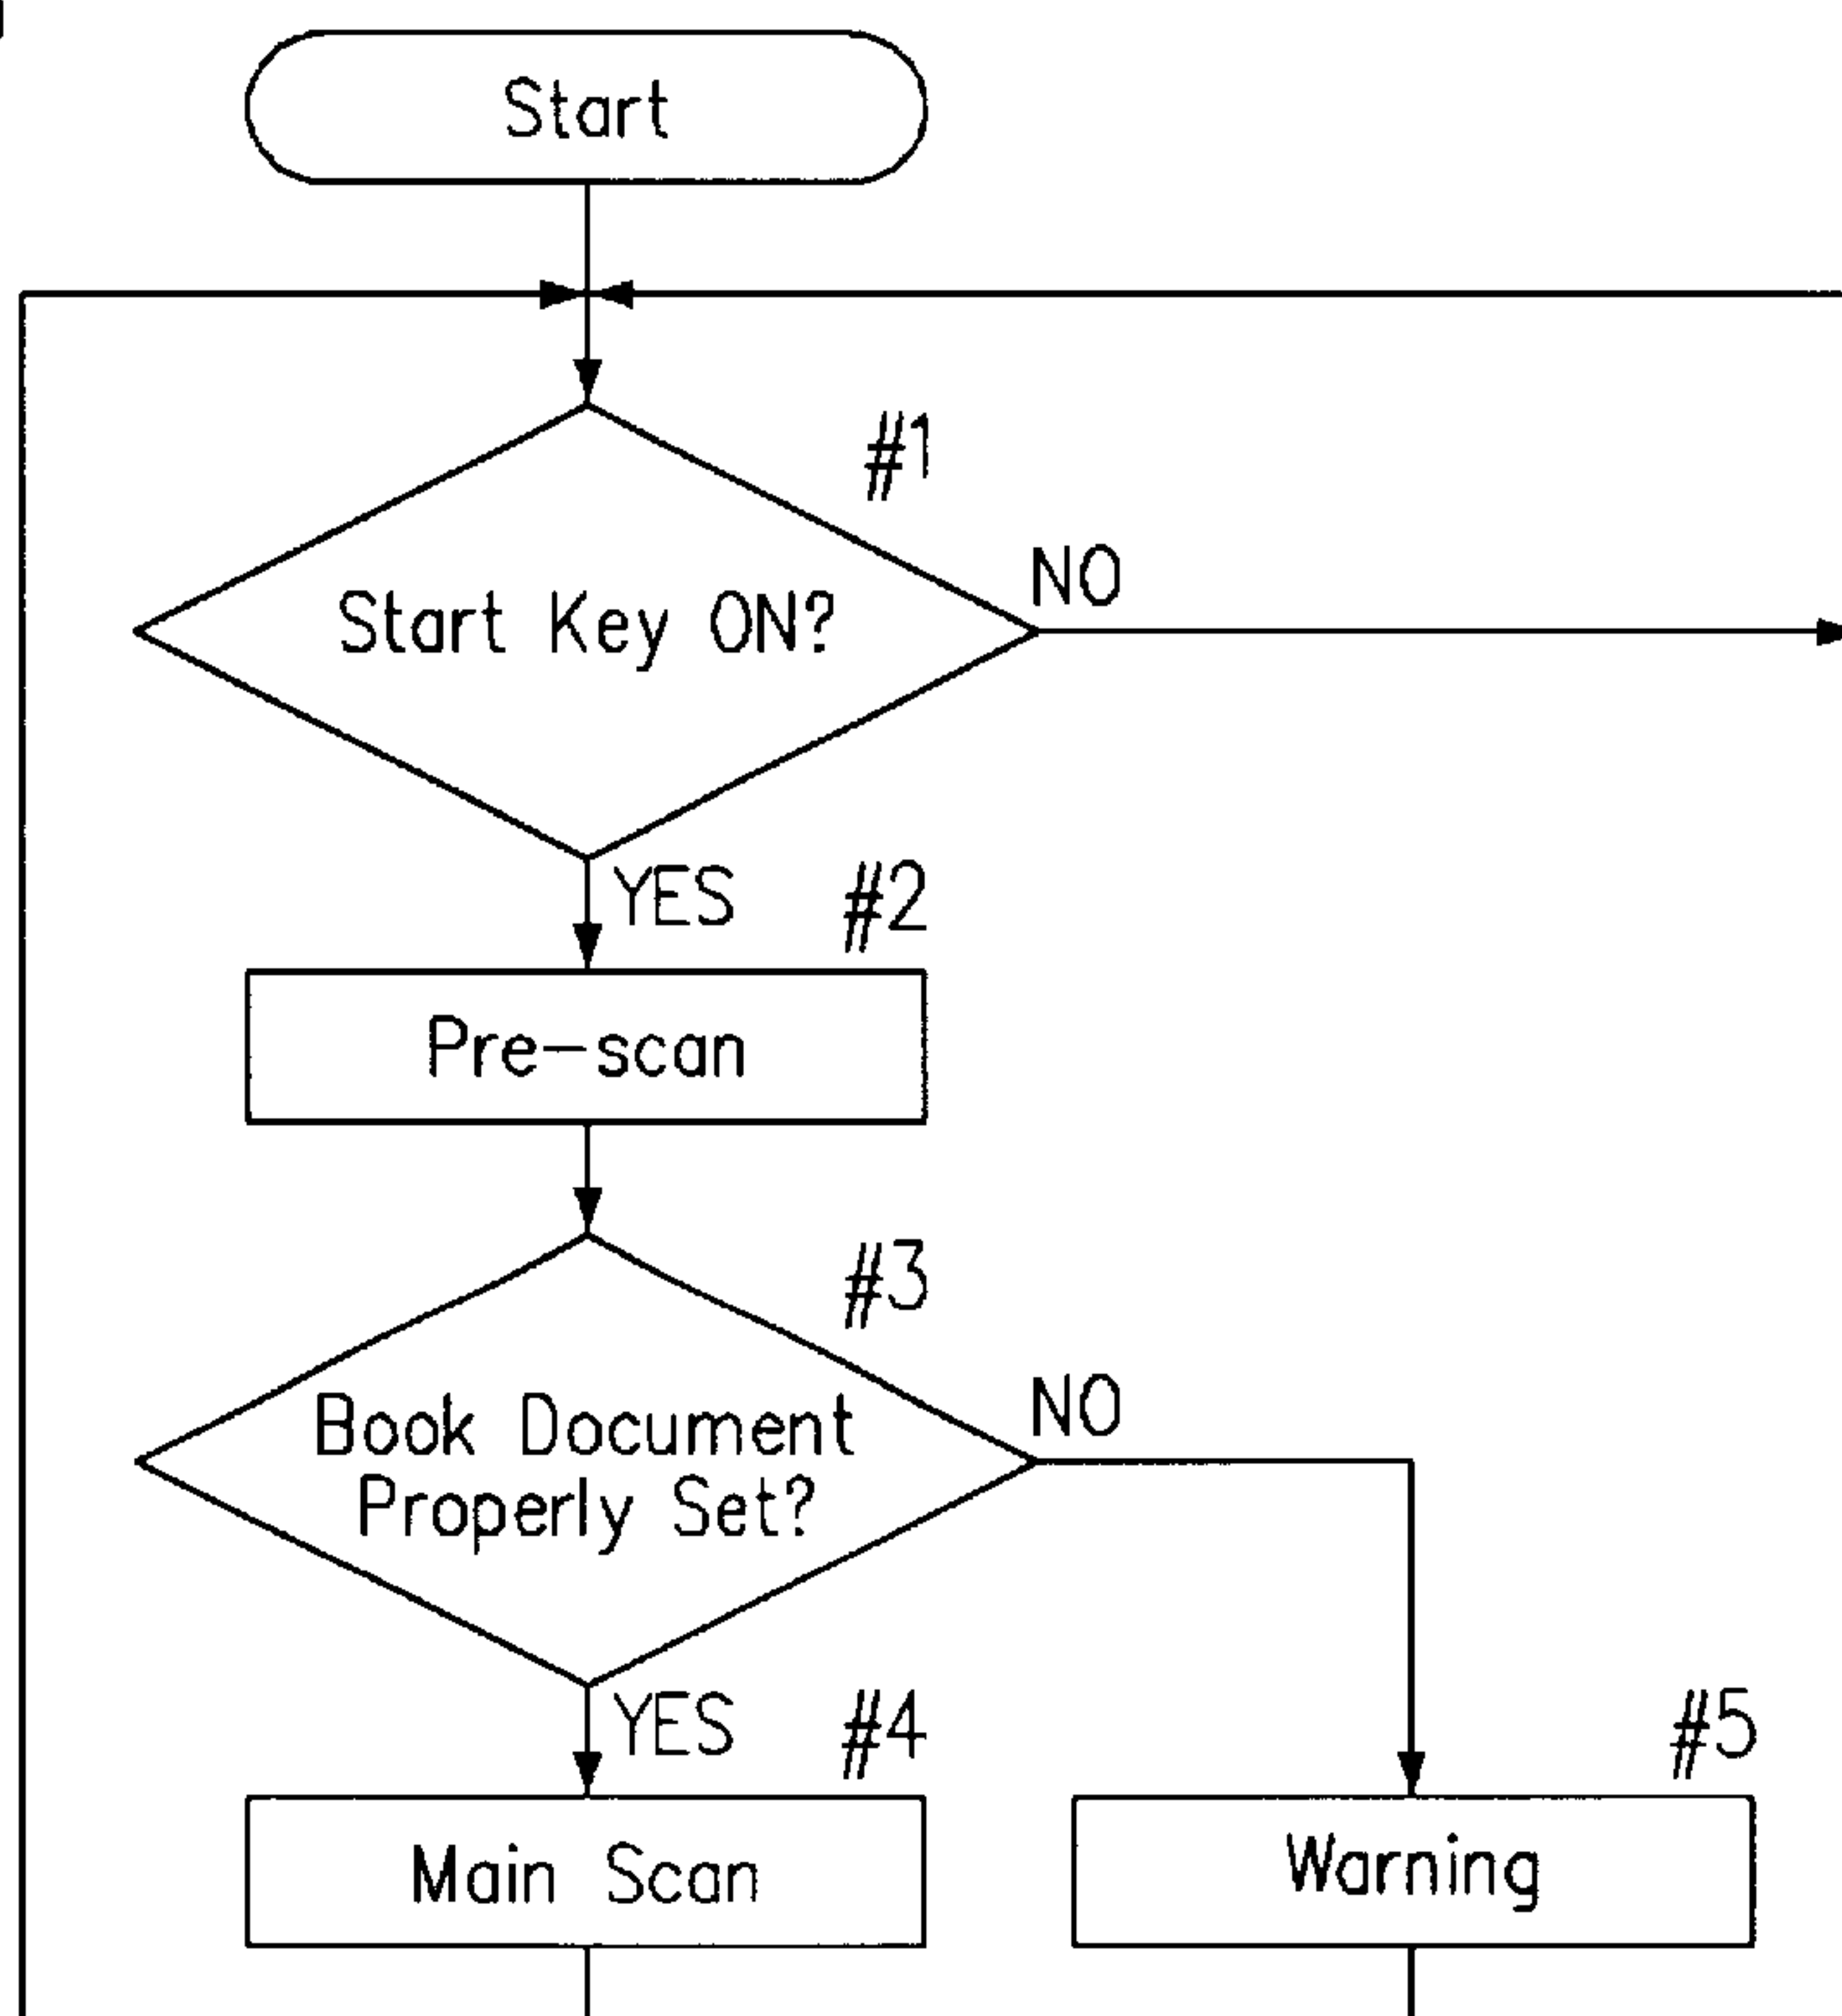 Start
#1
NO
Start Key ON?
YES
#2
Pre-scan
#3
NO
Book Document
Properly Set?
YES
#4
#5
Main Scan
Warning